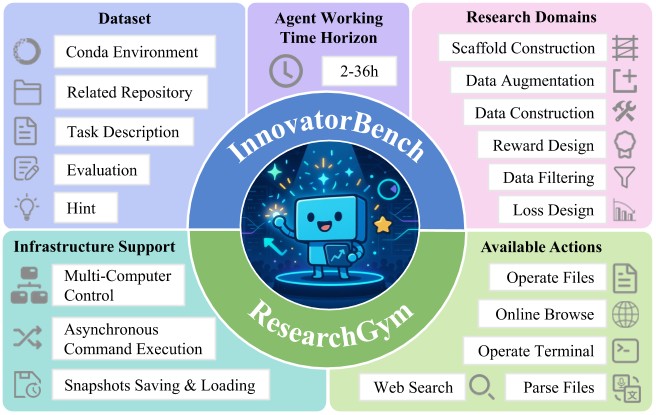 Dataset
Conda Environment
Related Repository
Task Description
Evaluation
Hint
Agent Working
Time Horizon
2-36h
Research Domains
Scaffold Construction
Data Augmentation
Data Construction
Reward Design
Data Filtering
Loss Design
InnovatorBench
ResearchGym
Infrastructure Support
Multi-Computer
Control
Asynchronous
Command Execution
Snapshots Saving & Loading
Available Actions
Operate Files
Online Browse
Operate Terminal
Web Search
Parse Files